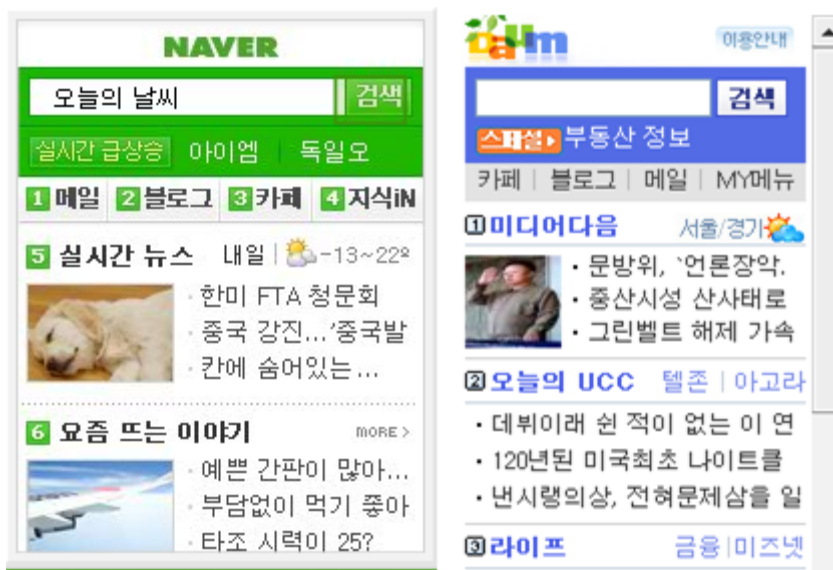 NAVER
오늘의 날씨 검색
실시간 급상승 아이엠 독일오
1 메일 2 블로그 3 카페 4 지식iN
5 실시간 뉴스 내일 -13~22º
한미 FTA 청문회
중국 강진...'중국발
칸에 숨어있는 ...
6 요즘 뜨는 이야기 MORE >
예쁜 간판이 많아...
부담없이 먹기 좋아
타조 시력이 25?
Daum 이용안내
검색
스페셜 부동산 정보
카페 | 블로그 | 메일 | MY메뉴
1 미디어다음 서울/경기
· 문방위, `언론장악.
· 중산시성 산사태로
· 그린벨트 해제 가속
2 오늘의 UCC 텔존 | 아고라
· 데뷔이래 쉰 적이 없는 이 연
· 120년된 미국최초 나이트클
· 낸시랭의상, 전혀문제삼을 일
3 라이프 금융|미즈넷